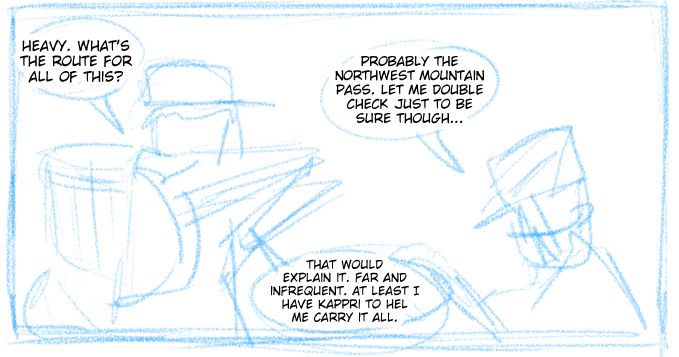 HEAVY. WHAT'S
THE ROUTE FOR
ALL OF THIS?
PROBABLY THE
NORTHWEST MOUNTAIN
PASS. LET ME DOUBLE
CHECK JUST TO BE
SURE THOUGH...
THAT WOULD
EXPLAIN IT. FAR AND
INFREQUENT. AT LEAST I
HAVE KAPPRI TO HEL
ME CARRY IT ALL.